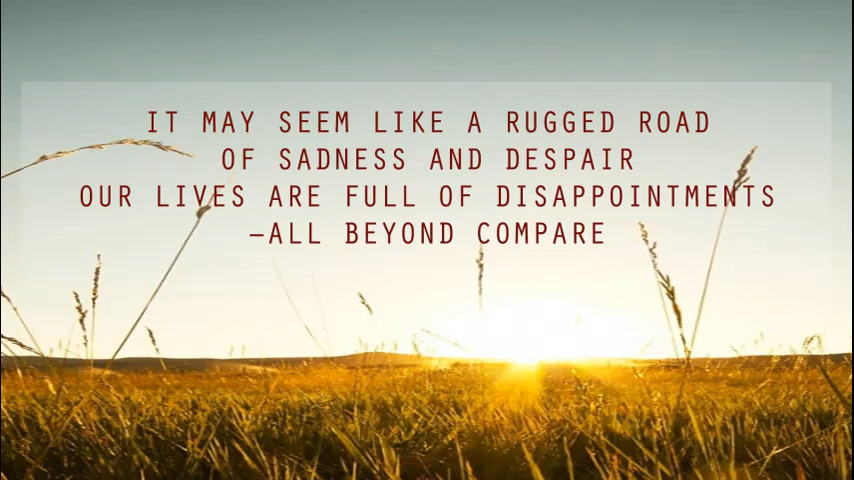 IT MAY SEEM LIKE A RUGGED ROAD
OF SADNESS AND DESPAIR
OUR LIVES ARE FULL OF DISAPPOINTMENTS
–ALL BEYOND COMPARE